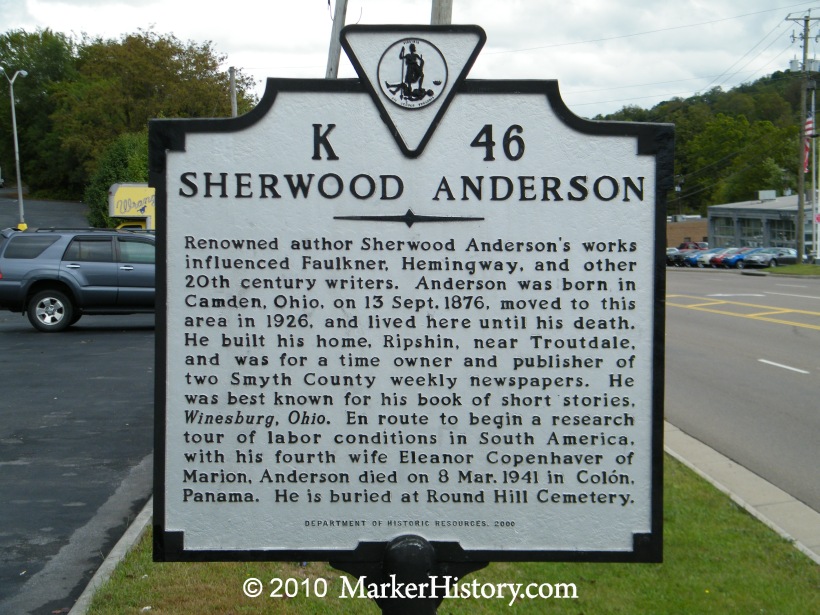 K 46
SHERWOOD ANDERSON
Renowned author Sherwood Anderson's works
influenced Faulkner, Hemingway, and other
20th century writers. Anderson was born in
Camden, Ohio, on 13 Sept. 1876, moved to this
area in 1926, and lived here until his death.
He built his home, Ripshin, near Troutdale,
and was for a time owner and publisher of
two Smyth County weekly newspapers. He
was best known for his book of short stories,
Winesburg, Ohio. En route to begin a research
tour of labor conditions in South America,
with his fourth wife Eleanor Copenhaver of
Marion, Anderson died on 8 Mar. 1941 in Colón,
Panama. He is buried at Round Hill Cemetery.
DEPARTMENT OF HISTORIC RESOURCES, 2000
© 2010 MarkerHistory.com